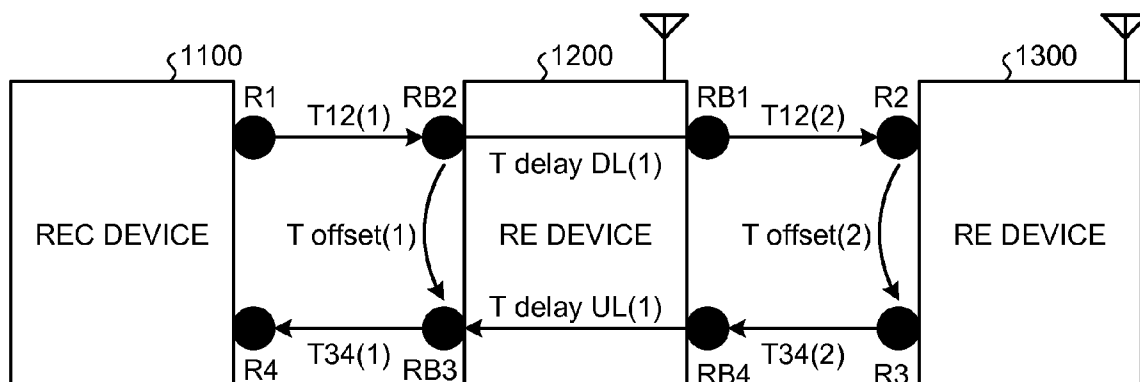 1100
1200
1300
R1
RB2
RB1
R2
T12(1)
T12(2)
T delay DL(1)
REC DEVICE
T offset(1)
RE DEVICE
T offset(2)
RE DEVICE
T delay UL(1)
T34(1)
T34(2)
R4
RB3
RB4
R3